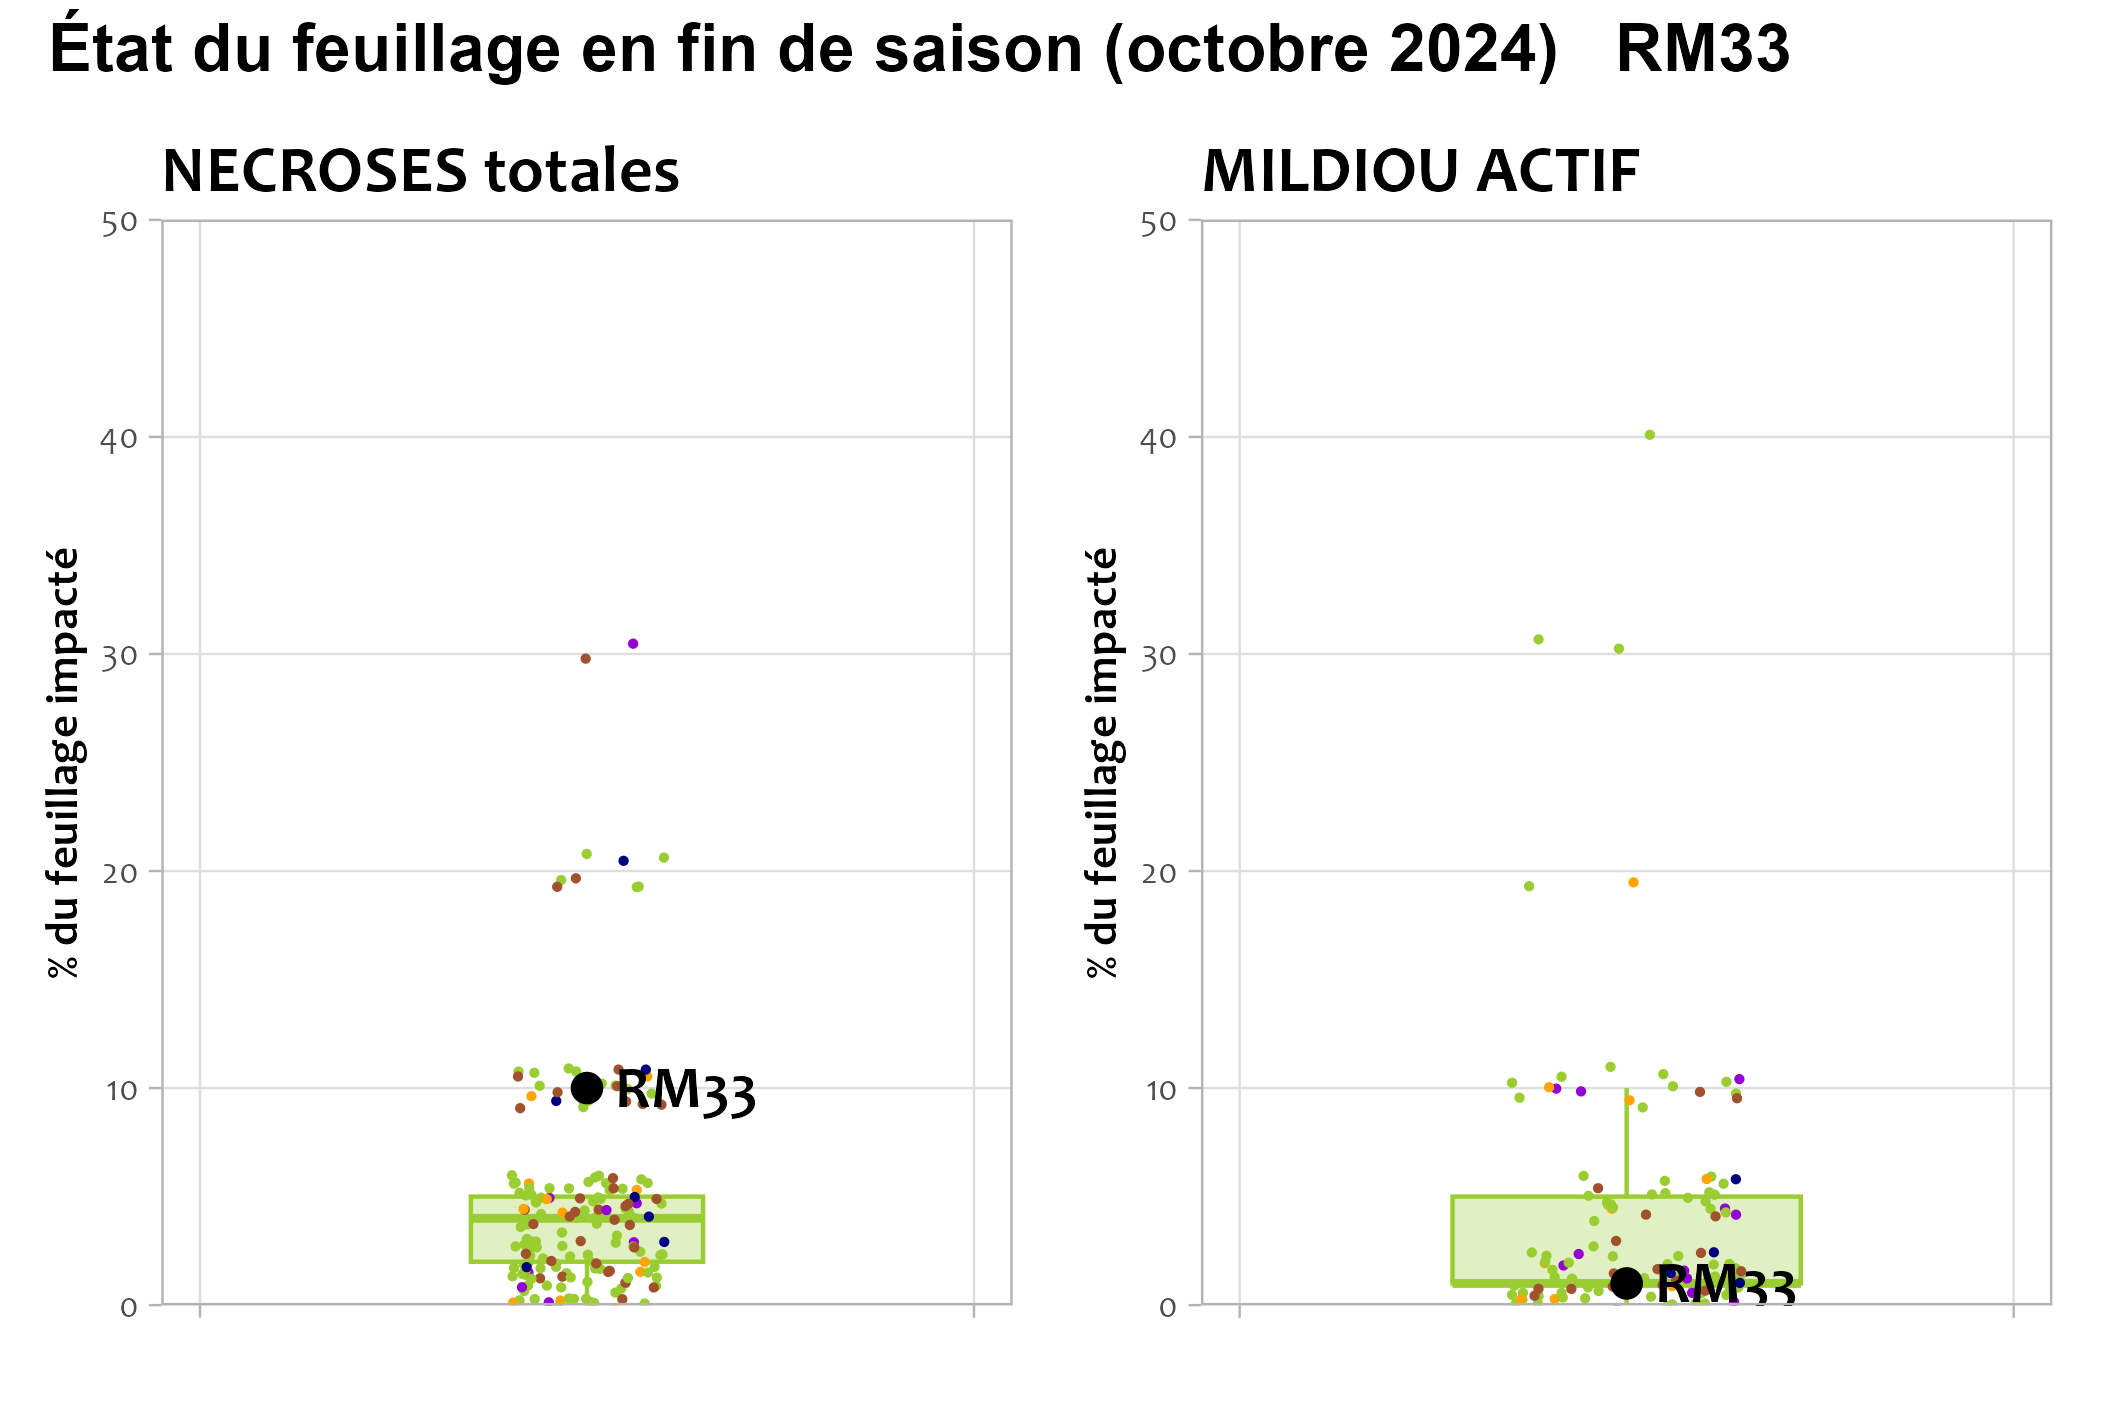 État du feuillage en fin de saison (octobre 2024) RM33
NECROSES totales
% du feuillage impacté
50
40
30
20
10
0
RM33
MILDIOU ACTIF
% du feuillage impacté
50
40
30
20
10
0
RM33